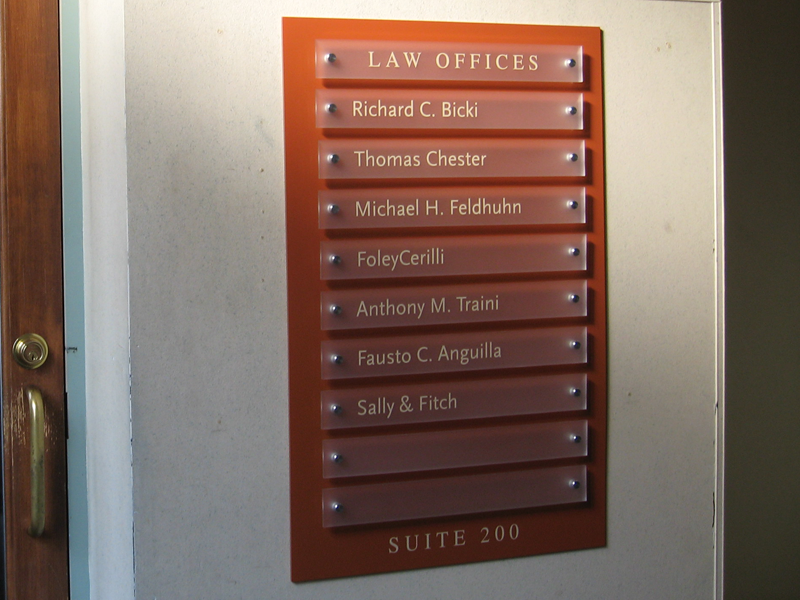 LAW OFFICES
Richard C. Bicki
Thomas Chester
Michael H. Feldhuhn
FoleyCerilli
Anthony M. Traini
Fausto C. Anguilla
Sally & Fitch
SUITE 200